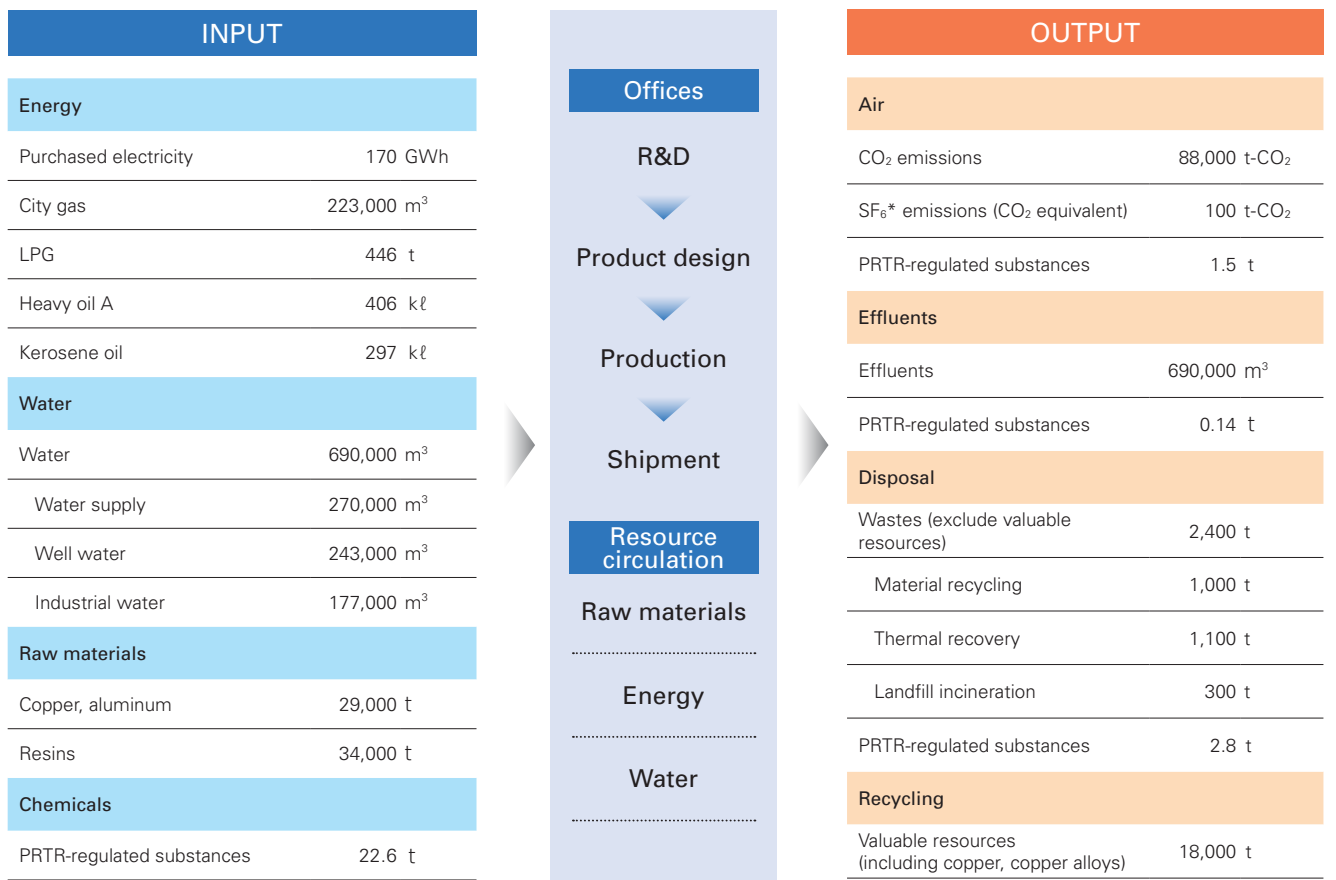 INPUT
Energy
Purchased electricity 170 GWh
City gas 223,000 m³
LPG 446 t
Heavy oil A 406 kℓ
Kerosene oil 297 kℓ
Water
Water 690,000 m³
Water supply 270,000 m³
Well water 243,000 m³
Industrial water 177,000 m³
Raw materials
Copper, aluminum 29,000 t
Resins 34,000 t
Chemicals
PRTR-regulated substances 22.6 t
Offices
R&D
Product design
Production
Shipment
Resource
circulation
Raw materials
Energy
Water
OUTPUT
Air
CO₂ emissions 88,000 t-CO₂
SF₆* emissions (CO₂ equivalent) 100 t-CO₂
PRTR-regulated substances 1.5 t
Effluents
Effluents 690,000 m³
PRTR-regulated substances 0.14 t
Disposal
Wastes (exclude valuable
resources) 2,400 t
Material recycling 1,000 t
Thermal recovery 1,100 t
Landfill incineration 300 t
PRTR-regulated substances 2.8 t
Recycling
Valuable resources
(including copper, copper alloys) 18,000 t